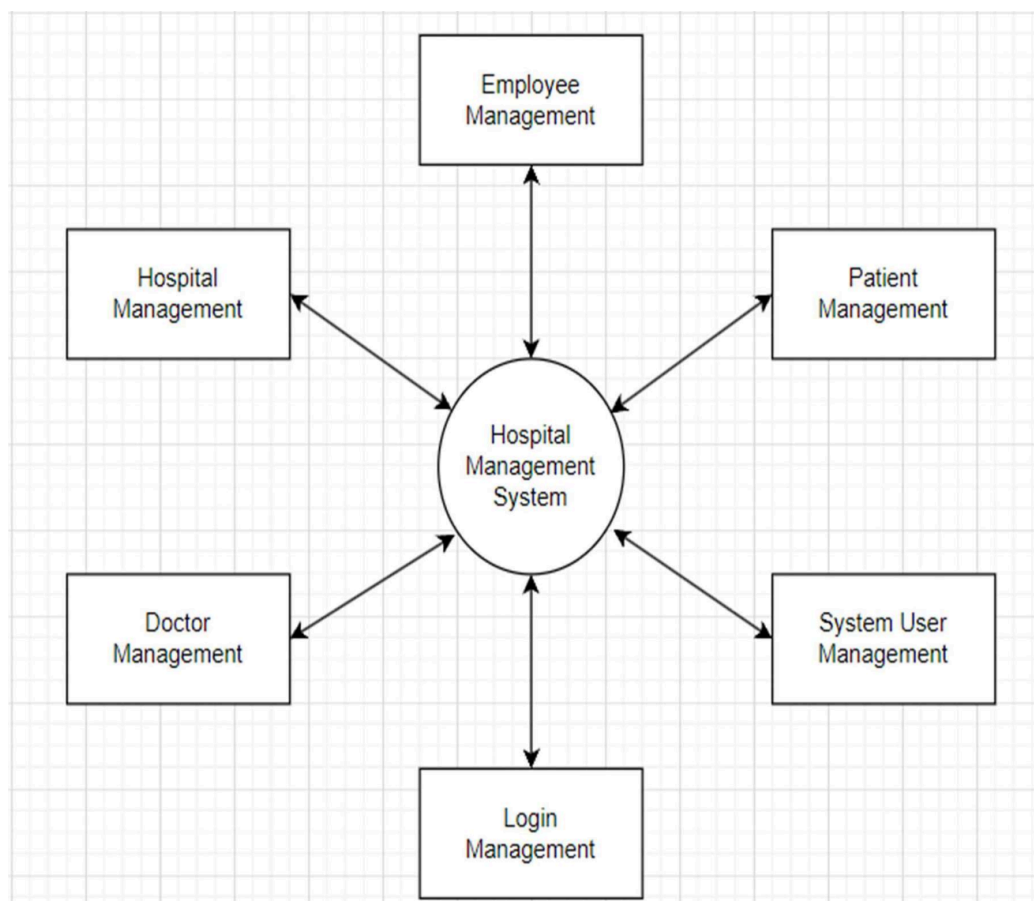 Employee
Management
Hospital
Management
Patient
Management
Hospital
Management
System
Doctor
Management
System User
Management
Login
Management